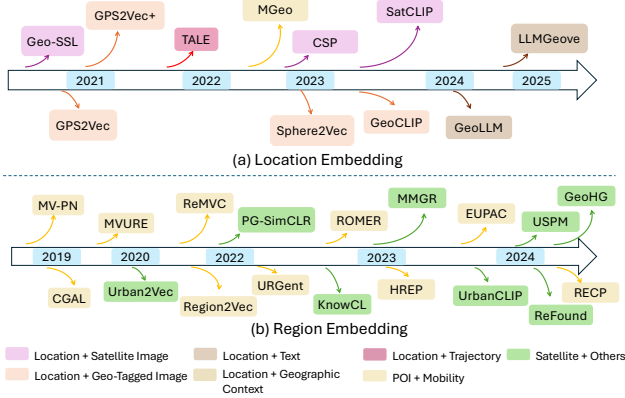 GPS2Vec+
MGeo
SatCLIP
Geo-SSL
TALE
CSP
LLMGeove
2021
2022
2023
2024
2025
GPS2Vec
Sphere2Vec
GeoCLIP
GeoLLM
(a) Location Embedding
MV-PN
MVURE
ReMVC
PG-SimCLR
ROMER
MMGR
EUPAC
USPM
GeoHG
2019
2020
2022
2023
2024
CGAL
Urban2Vec
Region2Vec
URGent
KnowCL
HREP
UrbanCLIP
ReFound
RECP
(b) Region Embedding
Location + Satellite Image
Location + Text
Location + Trajectory
Satellite + Others
Location + Geo-Tagged Image
Location + Geographic
Context
POI + Mobility